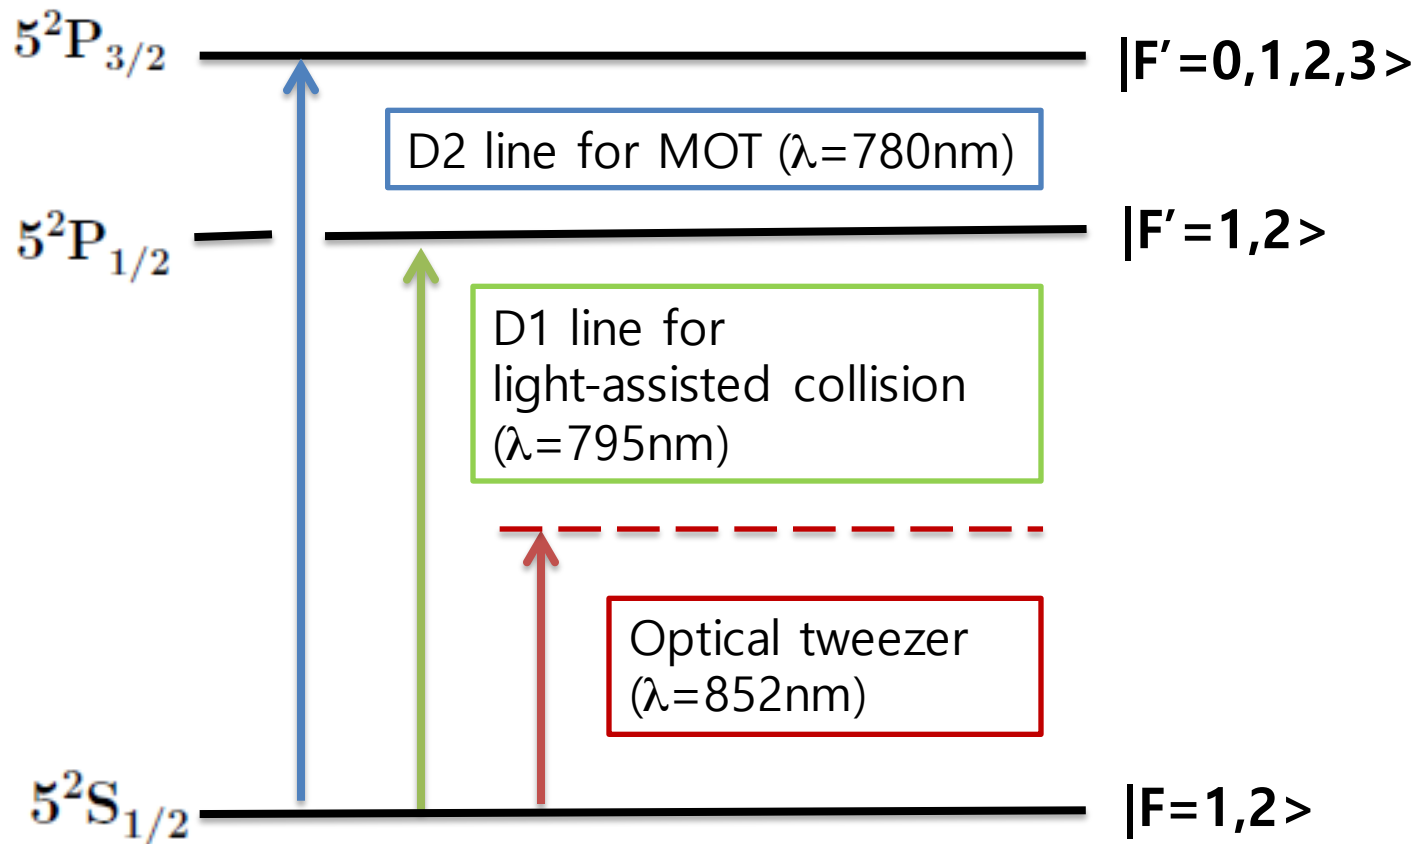 5²P₃/₂
|F′=0,1,2,3>
D2 line for MOT (λ=780nm)
5²P₁/₂
|F′=1,2>
D1 line for
light-assisted collision
(λ=795nm)
Optical tweezer
(λ=852nm)
5²S₁/₂
|F=1,2>